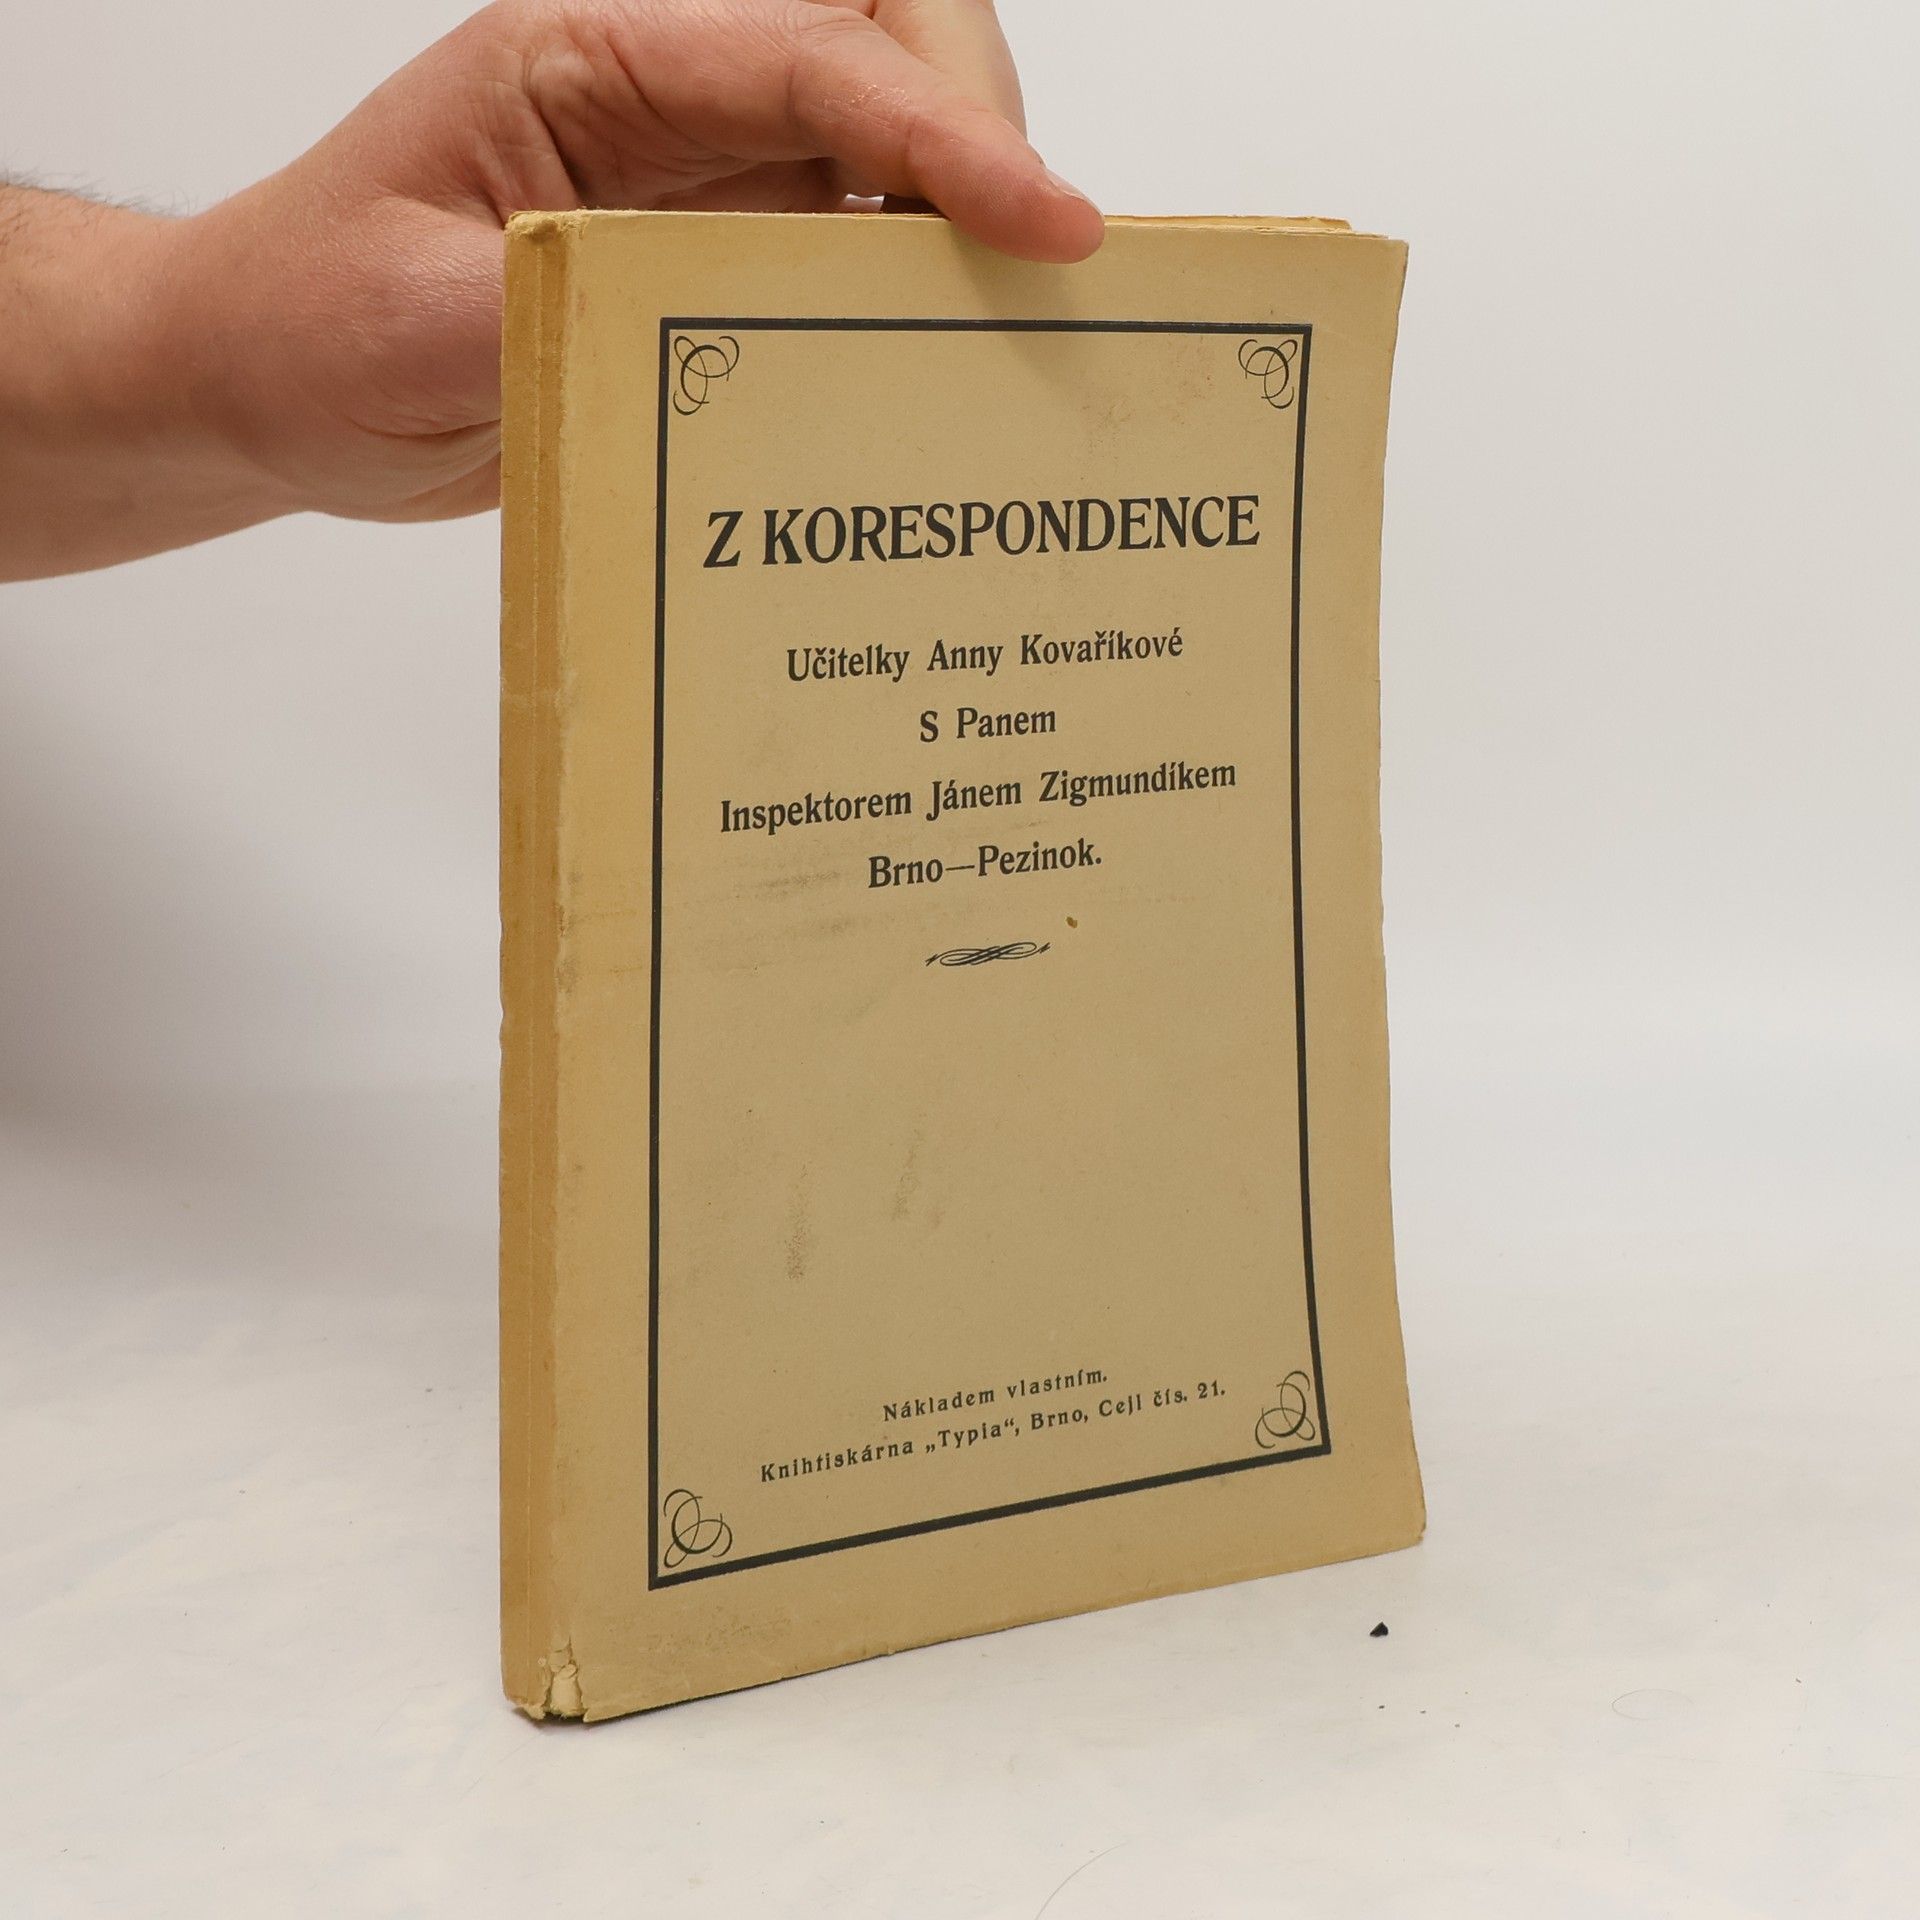 Z KORESPONDENCE
Učitelky Anny Kovaříkové
S Panem
Inspektorem Jánem Zigmundíkem
Brno—Pezinok.
Nákladem vlastním.
Knihtiskárna „Typia“, Brno, Cejl čís. 21.